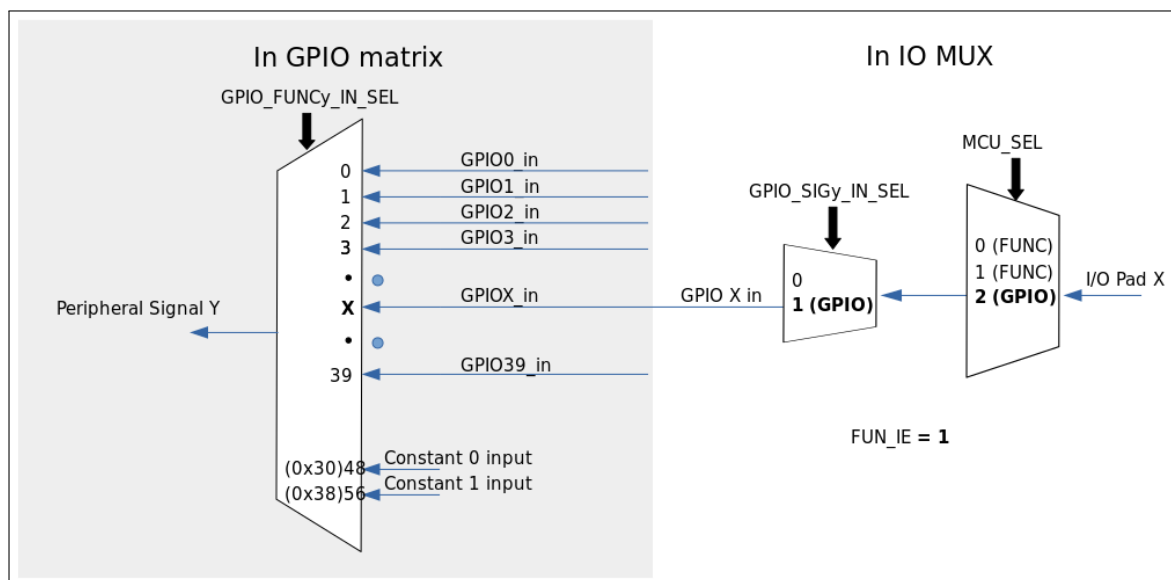 In GPIO matrix
In IO MUX
GPIO_FUNCy_IN_SEL
MCU_SEL
GPIO_SIGy_IN_SEL
0
GPIO0_in
1
GPIO1_in
2
GPIO2_in
3
GPIO3_in
0 (FUNC)
1 (FUNC)
2 (GPIO)
I/O Pad X
0
1 (GPIO)
GPIO X in
X
GPIOX_in
Peripheral Signal Y
39
GPIO39_in
FUN_IE = 1
(0x30)48
Constant 0 input
(0x38)56
Constant 1 input